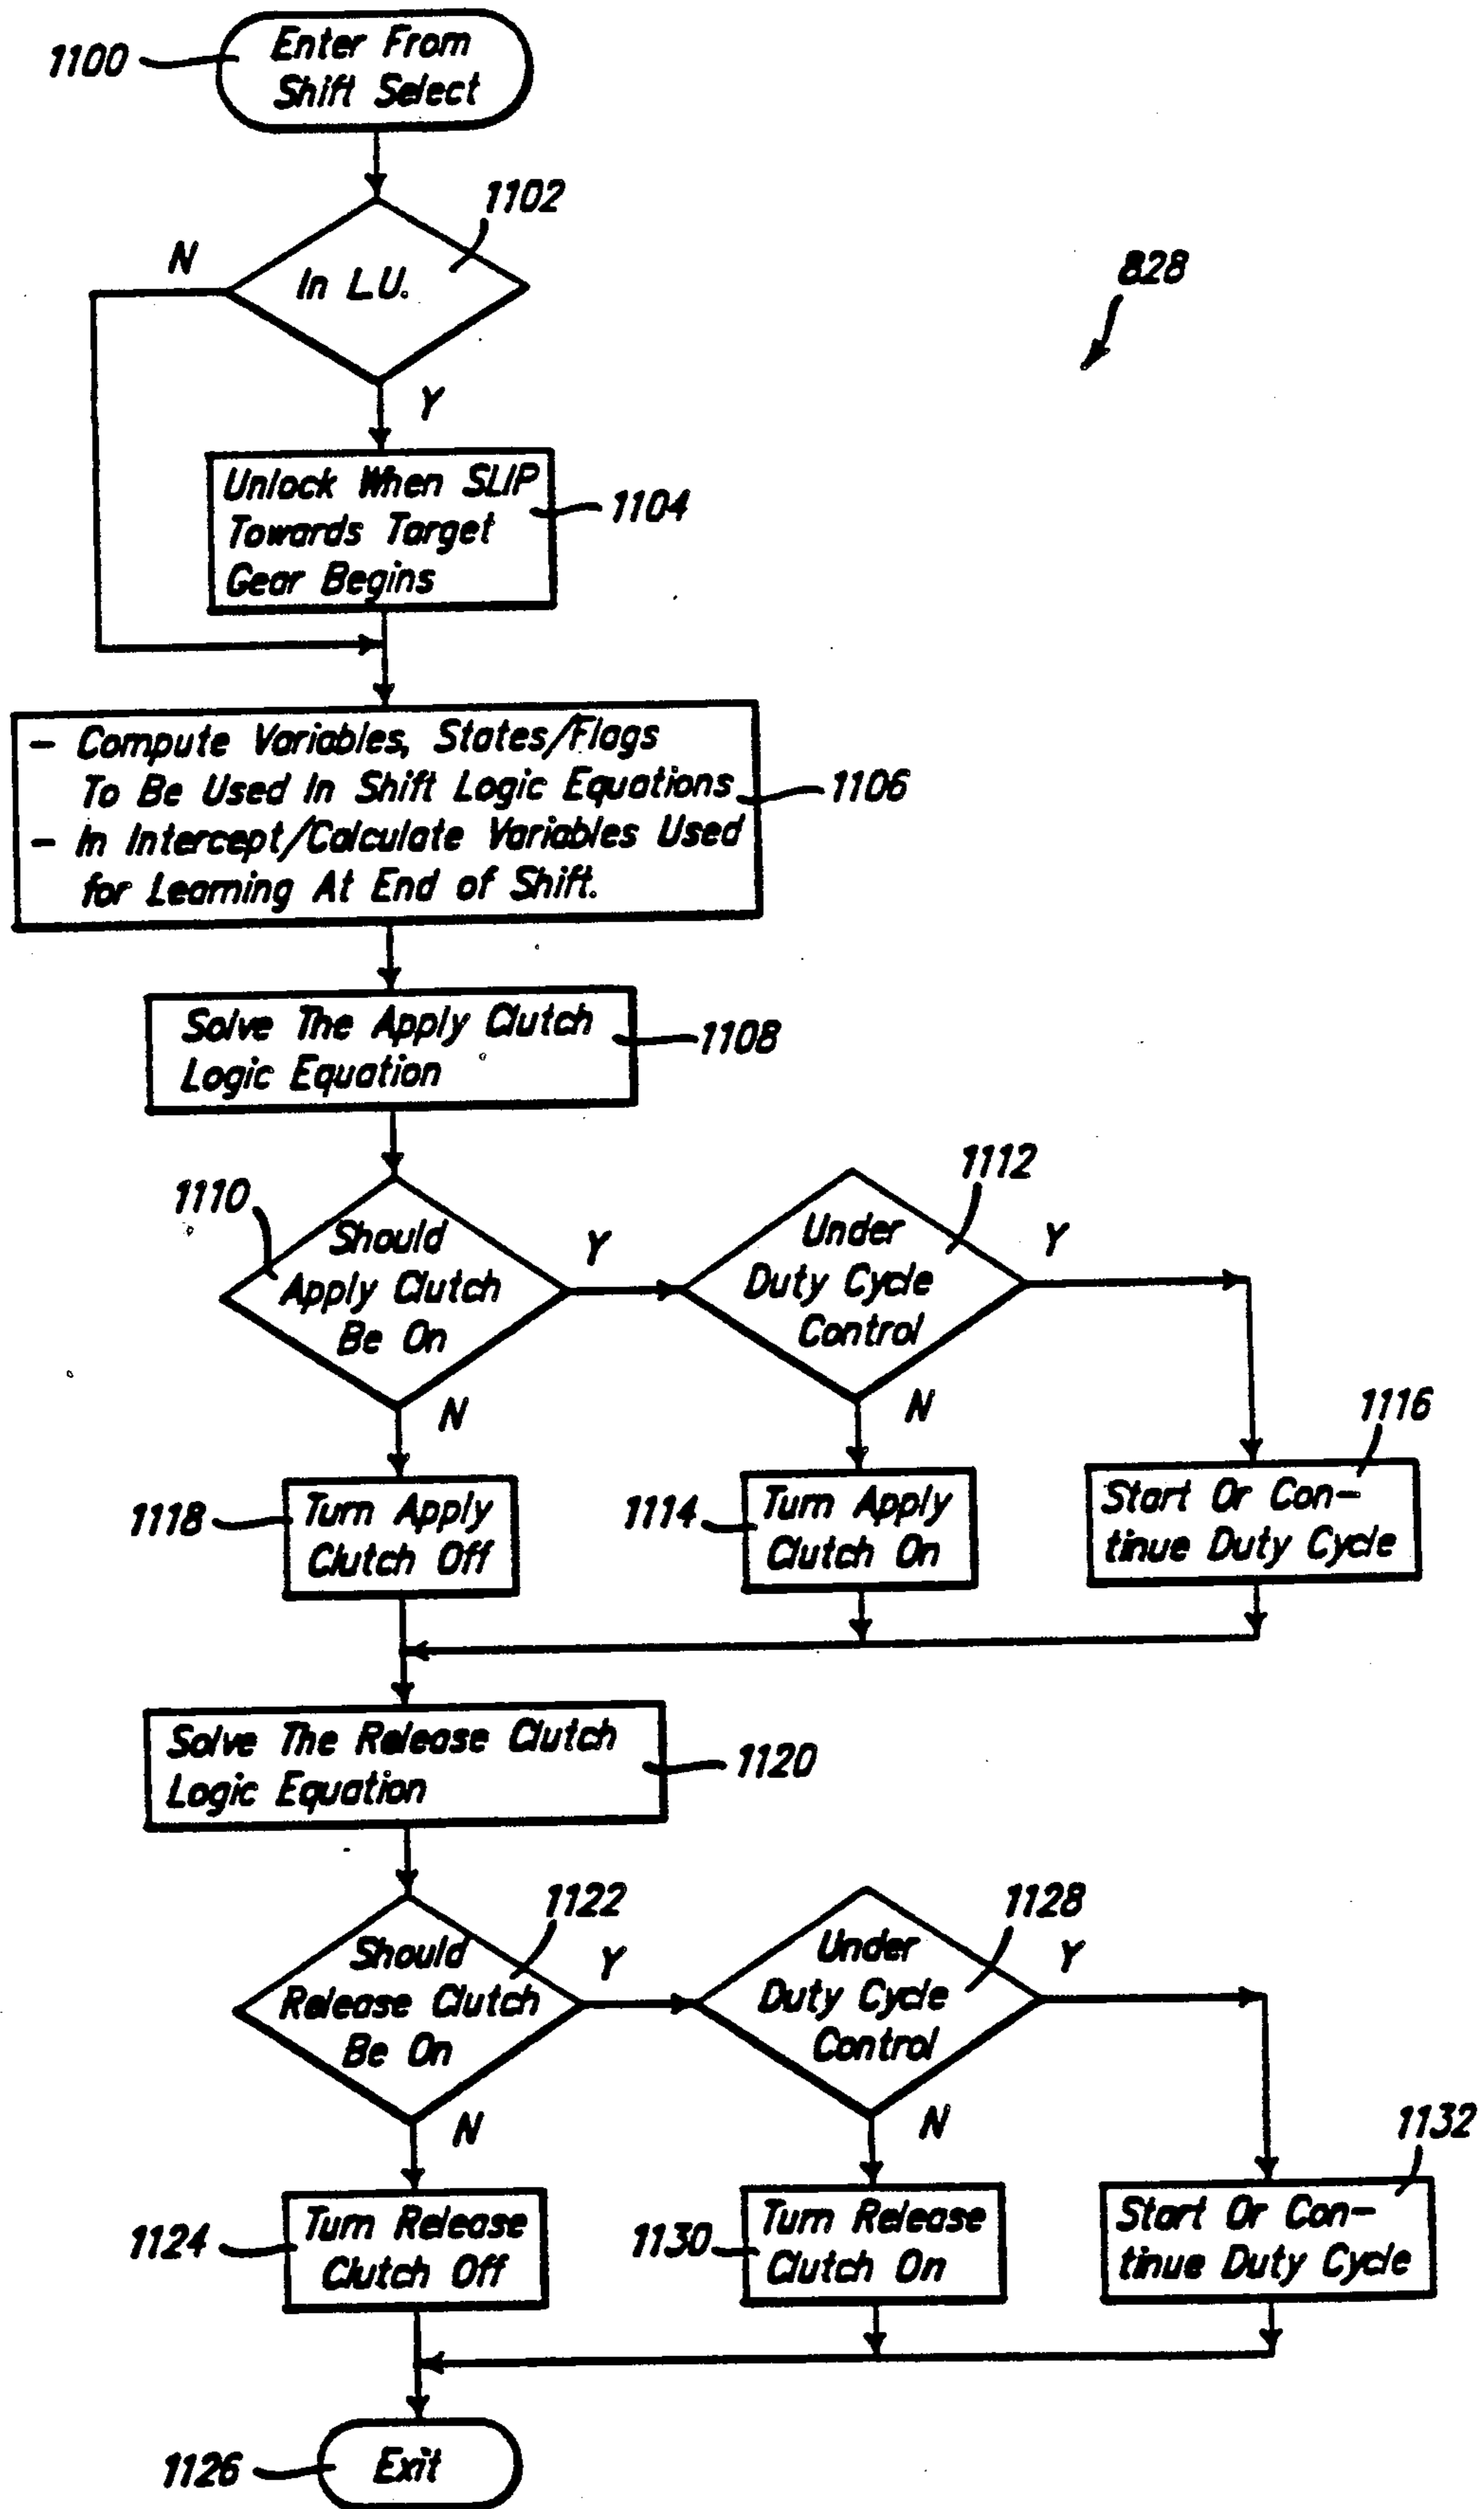 1100
Enter From
Shift Select
1102
N
In L.U.
828
Y
Unlock When SLIP
Towards Target
Gear Begins
1104
- Compute Variables, States/Flags
To Be Used In Shift Logic Equations
- In Intercept/Calculate Variables Used
for Learning At End of Shift.
1106
Solve The Apply Clutch
Logic Equation
1108
1110
Should
Apply Clutch
Be On
Y
1112
Under
Duty Cycle
Control
Y
N
N
1116
1118
Turn Apply
Clutch Off
1114
Turn Apply
Clutch On
Start Or Con-
tinue Duty Cycle
Solve The Release Clutch
Logic Equation
1120
1122
Should
Release Clutch
Be On
Y
1128
Under
Duty Cycle
Control
Y
N
N
1132
1124
Turn Release
Clutch Off
1130
Turn Release
Clutch On
Start Or Con-
tinue Duty Cycle
1126
Exit